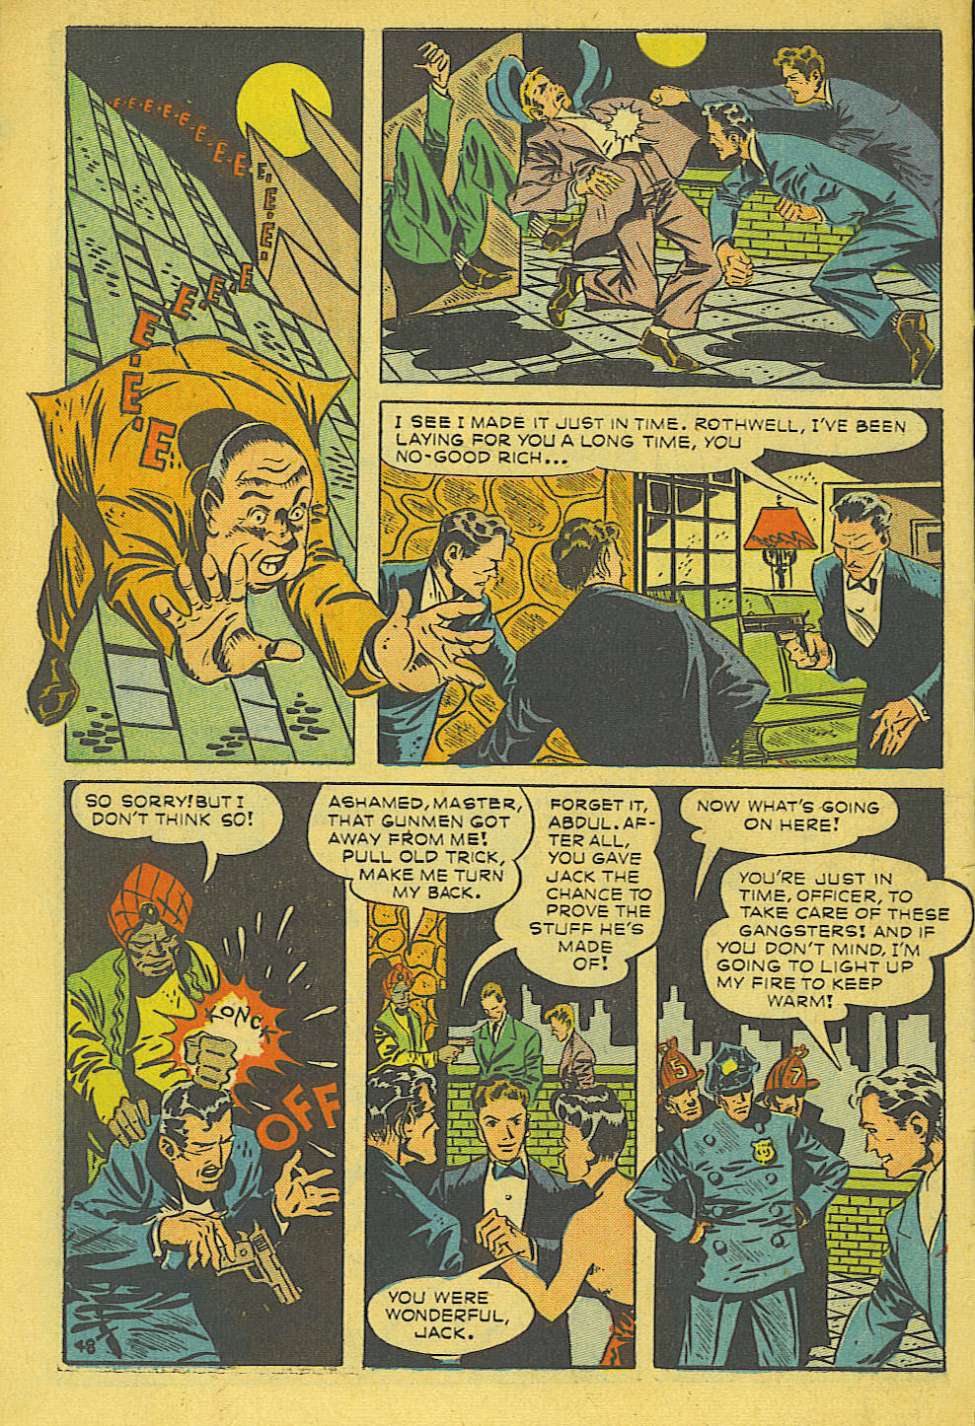 E-E-E-E-E-E-E-E-E-E.E.E.
E.E.E.E.E.E.E..
I SEE I MADE IT JUST IN TIME. ROTHWELL, I'VE BEEN
LAYING FOR YOU A LONG TIME, YOU
NO-GOOD RICH...
SO SORRY! BUT I
DON'T THINK SO!
KONCK
OFF
48
ASHAMED, MASTER,
THAT GUNMEN GOT
AWAY FROM ME!
PULL OLD TRICK,
MAKE ME TURN
MY BACK.
FORGET IT,
ABDUL. AF-
TER ALL,
YOU GAVE
JACK THE
CHANCE TO
PROVE THE
STUFF HE'S
MADE
OF!
YOU WERE
WONDERFUL,
JACK.
NOW WHAT'S GOING
ON HERE!
YOU'RE JUST IN
TIME, OFFICER, TO
TAKE CARE OF THESE
GANGSTERS! AND IF
YOU DON'T MIND, I'M
GOING TO LIGHT UP
MY FIRE TO KEEP
WARM!
5
7